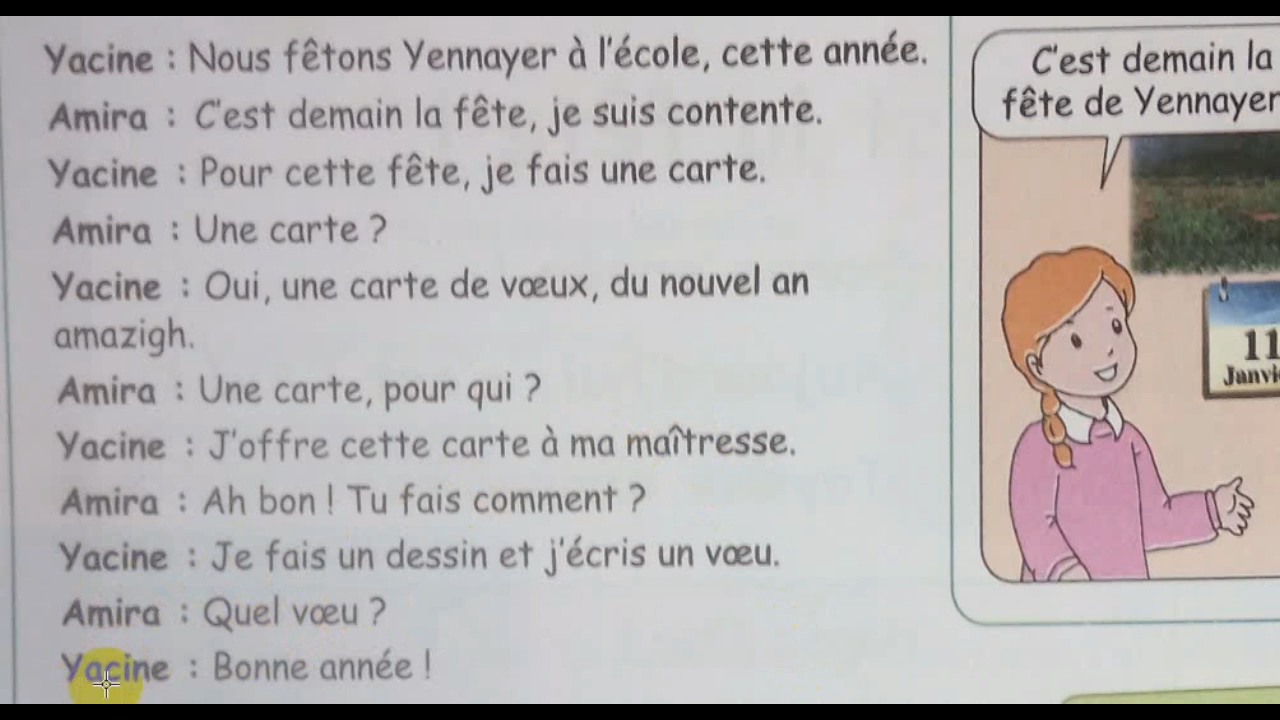 Yacine : Nous fêtons Yennayer à l'école, cette année.
Amira : C'est demain la fête, je suis contente.
Yacine : Pour cette fête, je fais une carte.
Amira : Une carte ?
Yacine : Oui, une carte de vœux, du nouvel an
amazigh.
Amira : Une carte, pour qui ?
Yacine : J'offre cette carte à ma maîtresse.
Amira : Ah bon ! Tu fais comment ?
Yacine : Je fais un dessin et j'écris un vœu.
Amira : Quel vœu ?
Yacine : Bonne année !
C'est demain la
fête de Yennayer
11